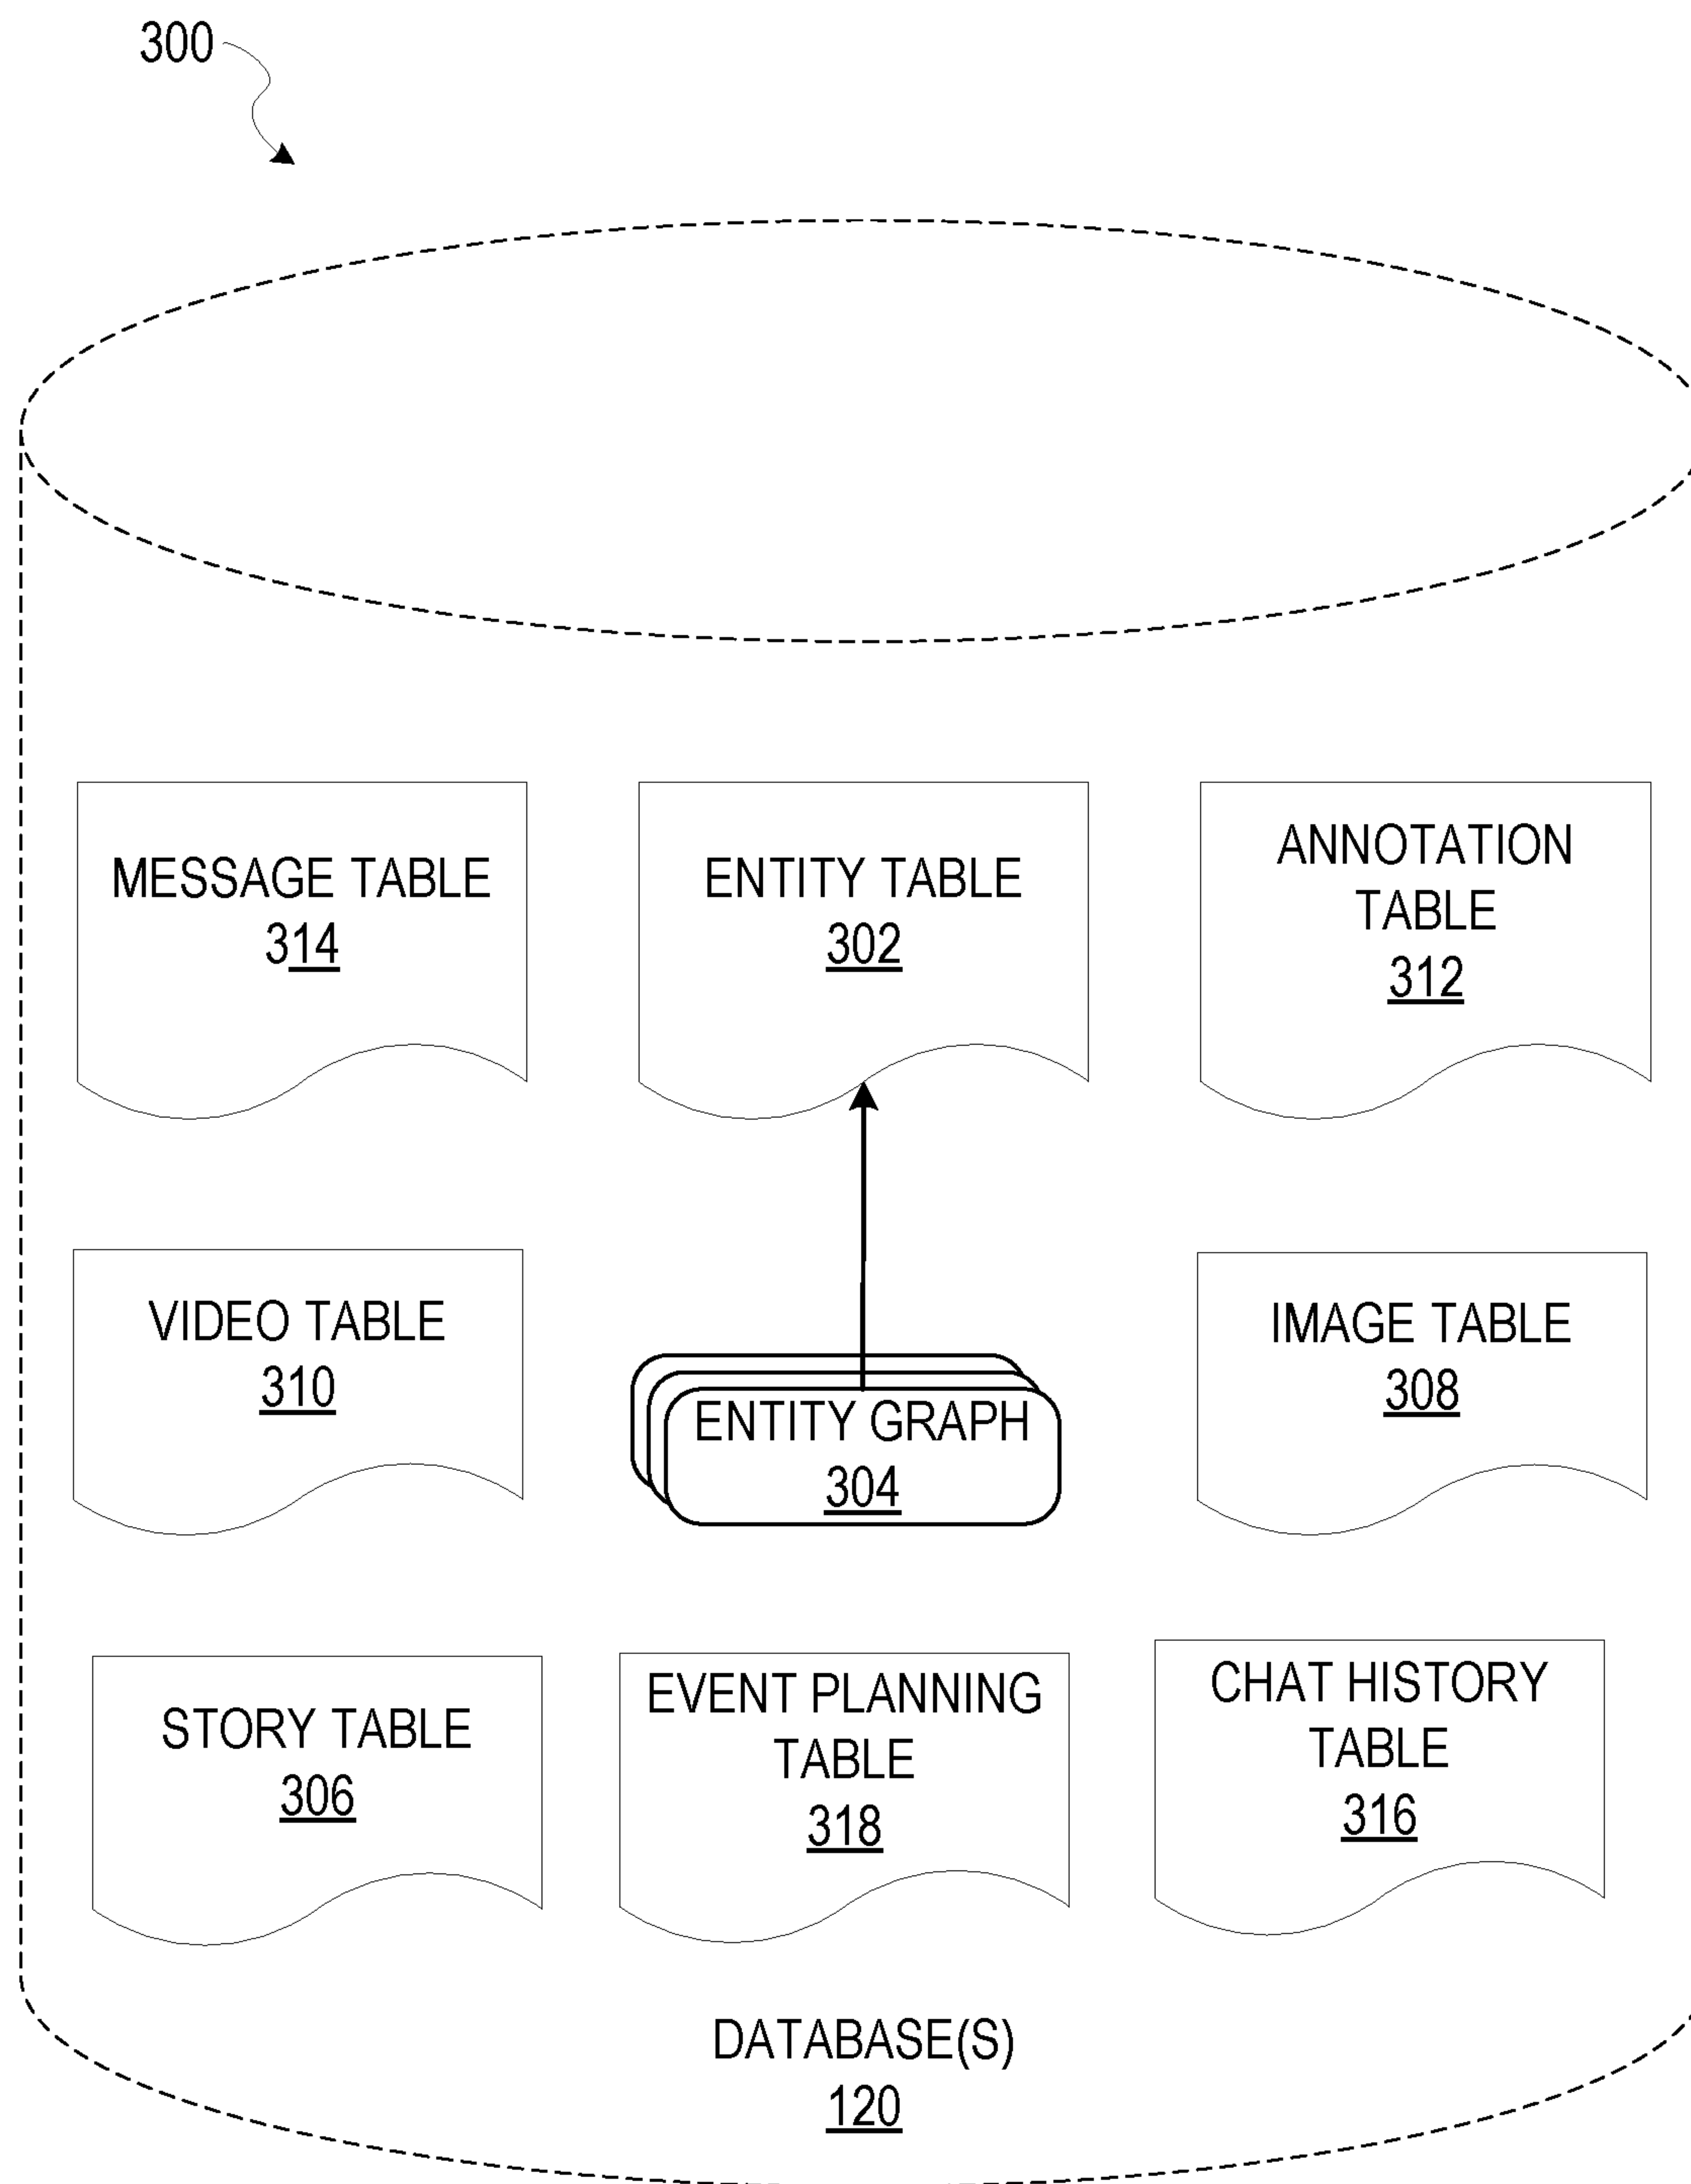 300
MESSAGE TABLE
314
ENTITY TABLE
302
ANNOTATION
TABLE
312
VIDEO TABLE
310
ENTITY GRAPH
304
IMAGE TABLE
308
STORY TABLE
306
EVENT PLANNING
TABLE
318
CHAT HISTORY
TABLE
316
DATABASE(S)
120